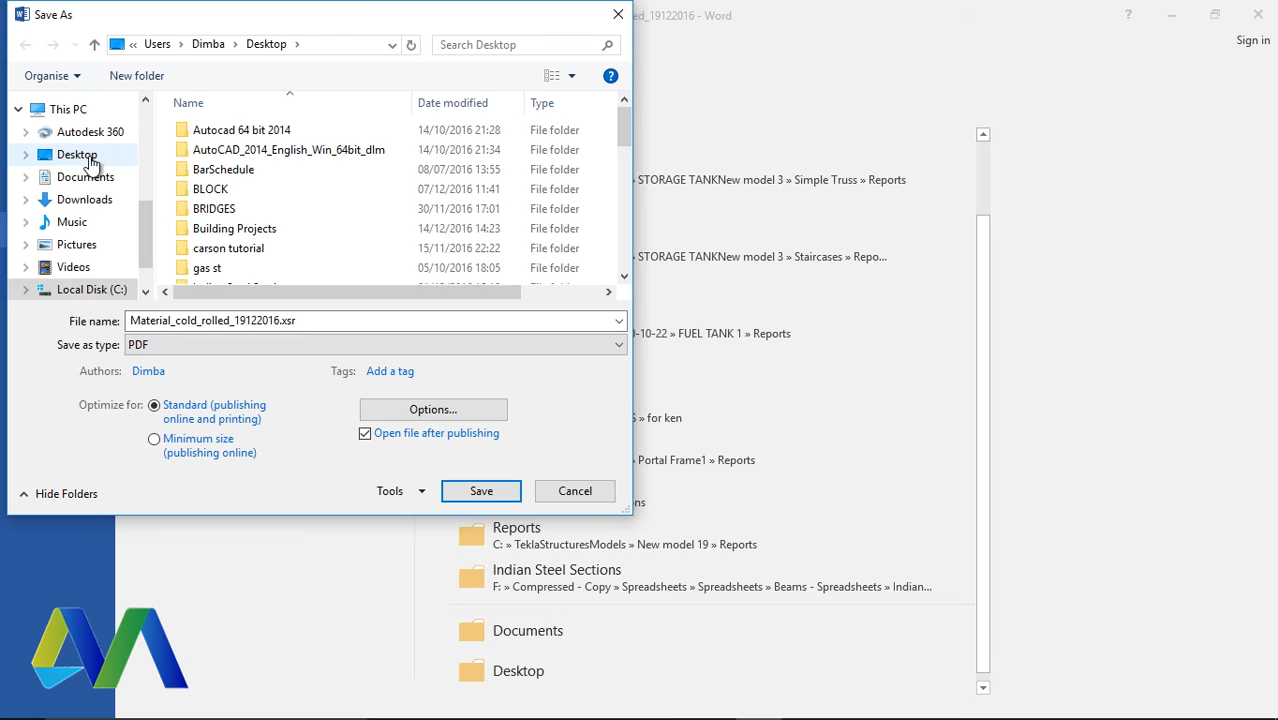 Save As
ed_19122016 - Word
Sign in
« Users › Dimba › Desktop ›
Search Desktop
Organise
New folder
This PC
Autodesk 360
Desktop
Documents
Downloads
Music
Pictures
Videos
Local Disk (C:)
Name Date modified Type
Autocad 64 bit 2014 14/10/2016 21:28 File folder
AutoCAD_2014_English_Win_64bit_dlm 14/10/2016 21:34 File folder
BarSchedule 08/07/2016 13:55 File folder
BLOCK 07/12/2016 11:41 File folder
BRIDGES 30/11/2016 17:01 File folder
Building Projects 14/12/2016 14:23 File folder
carson tutorial 15/11/2016 22:22 File folder
gas st 05/10/2016 18:05 File folder
File name: Material_cold_rolled_19122016.xsr
Save as type: PDF
Authors: Dimba
Tags: Add a tag
Optimize for:
Standard (publishing
online and printing)
Minimum size
(publishing online)
Options...
Open file after publishing
Hide Folders
Tools
Save
Cancel
» STORAGE TANKNew model 3 » Simple Truss » Reports
» STORAGE TANKNew model 3 » Staircases » Repo...
0-10-22 » FUEL TANK 1 » Reports
» for ken
» Portal Frame1 » Reports
ns
Reports
C: » TeklaStructuresModels » New model 19 » Reports
Indian Steel Sections
F: » Compressed - Copy » Spreadsheets » Spreadsheets » Beams - Spreadsheets » Indian...
Documents
Desktop